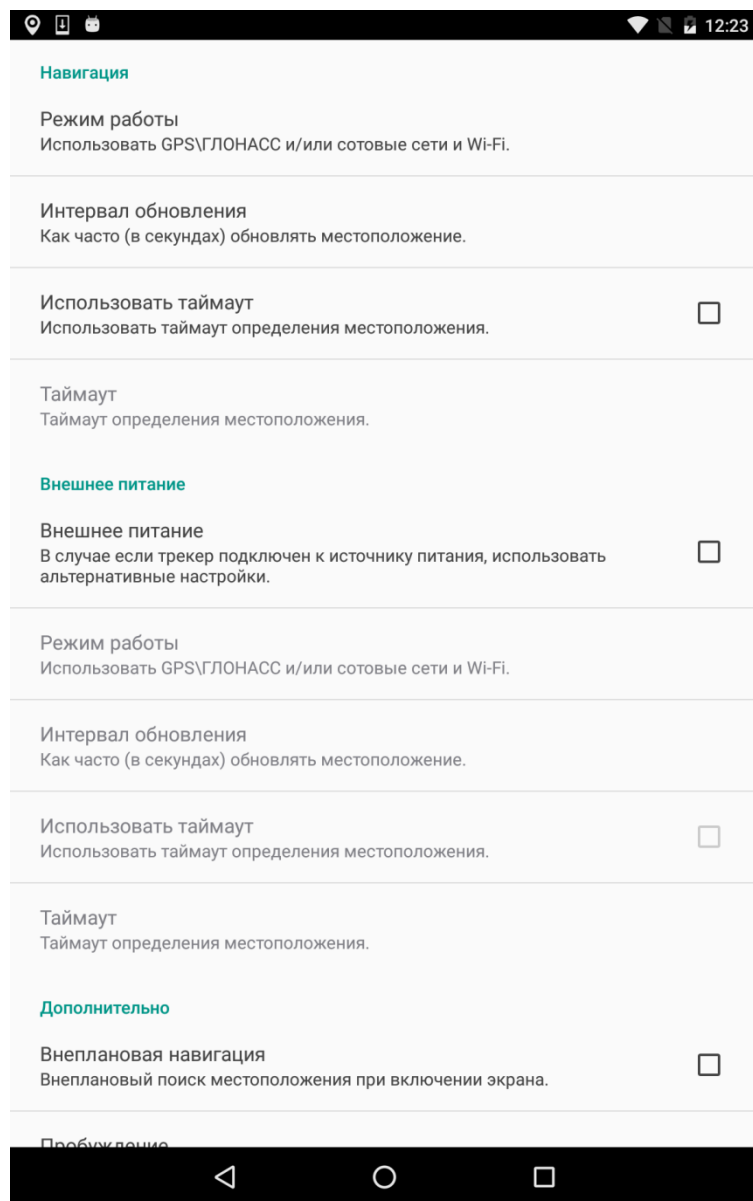 12:23
Навигация
Режим работы
Использовать GPS\ГЛОНАСС и/или сотовые сети и Wi-Fi.
Интервал обновления
Как часто (в секундах) обновлять местоположение.
Использовать таймаут
Использовать таймаут определения местоположения.
Таймаут
Таймаут определения местоположения.
Внешнее питание
Внешнее питание
В случае если трекер подключен к источнику питания, использовать
альтернативные настройки.
Режим работы
Использовать GPS\ГЛОНАСС и/или сотовые сети и Wi-Fi.
Интервал обновления
Как часто (в секундах) обновлять местоположение.
Использовать таймаут
Использовать таймаут определения местоположения.
Таймаут
Таймаут определения местоположения.
Дополнительно
Внеплановая навигация
Внеплановый поиск местоположения при включении экрана.
Пробуждение